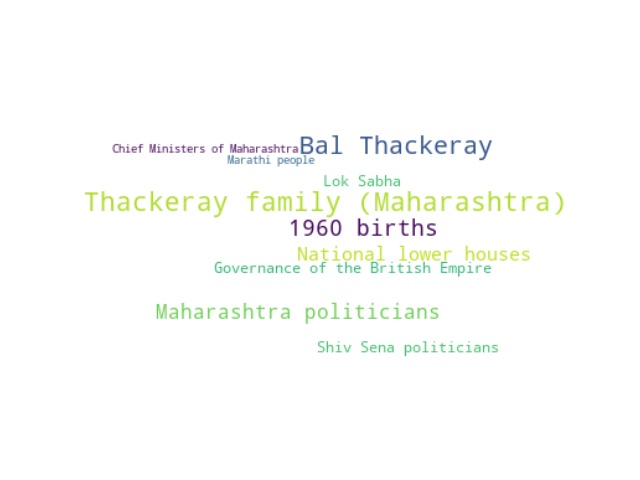 Bal Thackeray
Chief Ministers of Maharashtra
Marathi people
Lok Sabha
Thackeray family (Maharashtra)
1960 births
National lower houses
Governance of the British Empire
Maharashtra politicians
Shiv Sena politicians